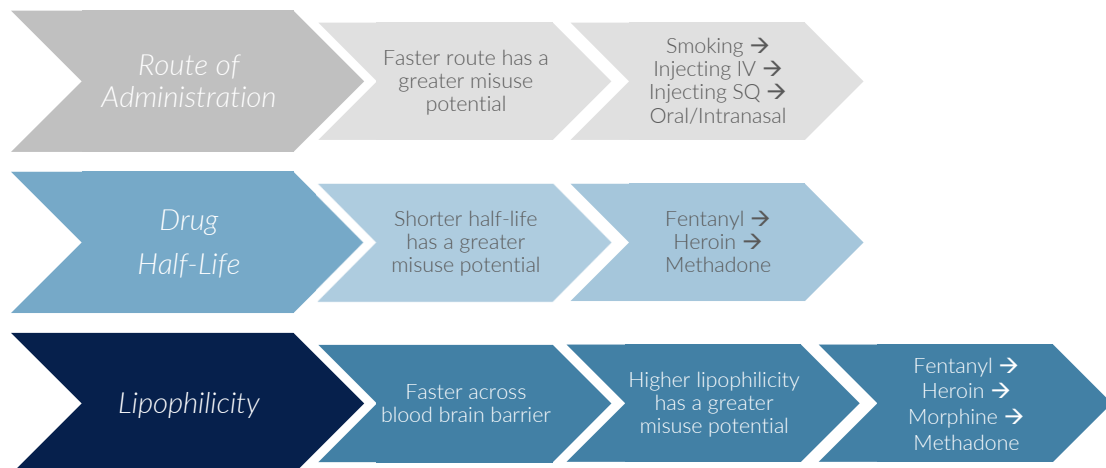 Route of
Administration
Faster route has a
greater misuse
potential
Smoking →
Injecting IV →
Injecting SQ →
Oral/Intranasal
Drug
Half-Life
Shorter half-life
has a greater
misuse potential
Fentanyl →
Heroin →
Methadone
Lipophilicity
Faster across
blood brain barrier
Higher lipophilicity
has a greater
misuse potential
Fentanyl →
Heroin →
Morphine →
Methadone